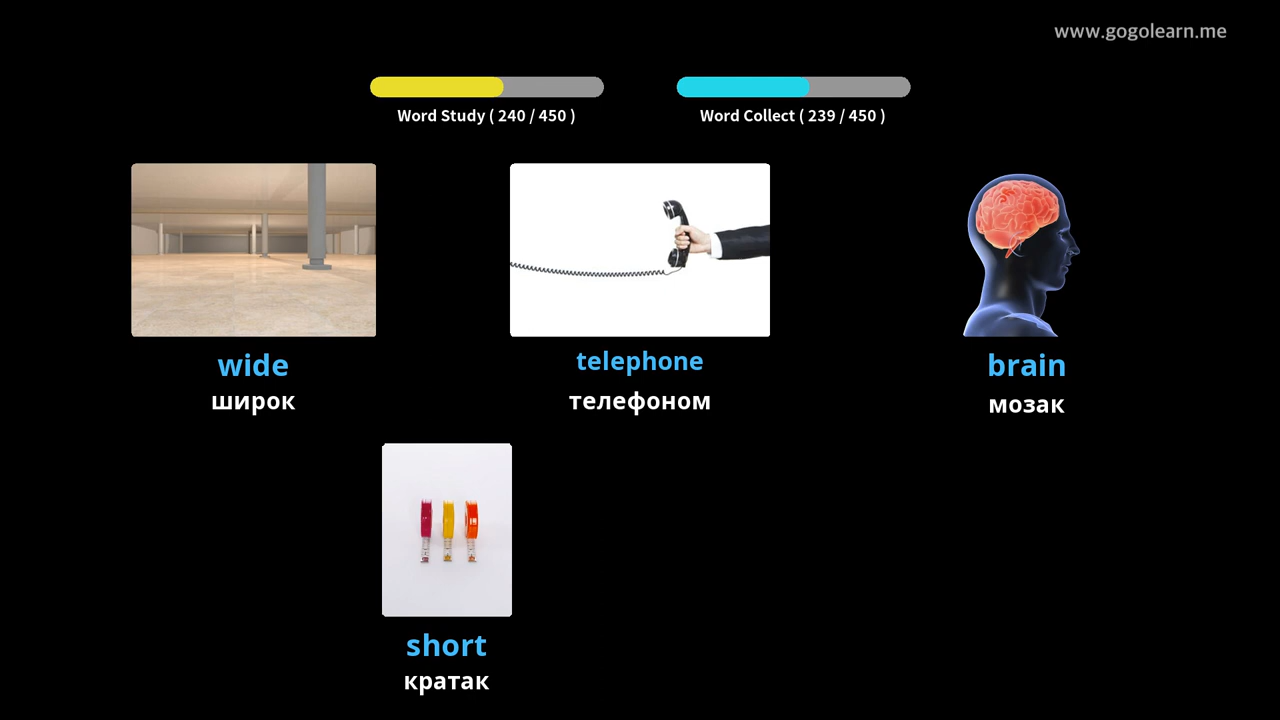 www.gogolearn.me
Word Study ( 240 / 450 )
Word Collect ( 239 / 450 )
wide
широк
telephone
телефоном
brain
мозак
short
кратак